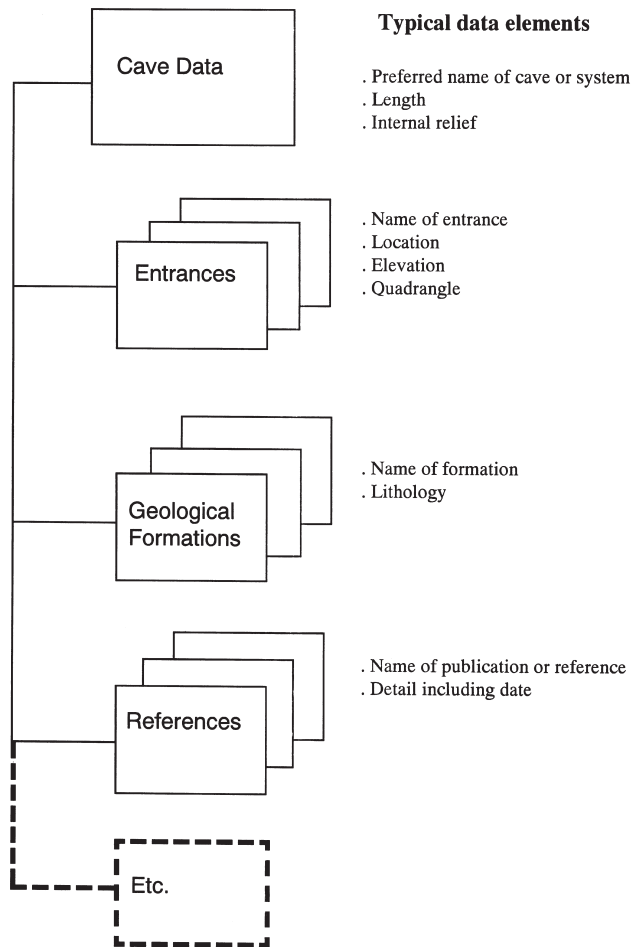 Typical data elements
Cave Data
. Preferred name of cave or system
. Length
. Internal relief
Entrances
. Name of entrance
. Location
. Elevation
. Quadrangle
Geological
Formations
. Name of formation
. Lithology
References
. Name of publication or reference
. Detail including date
Etc.